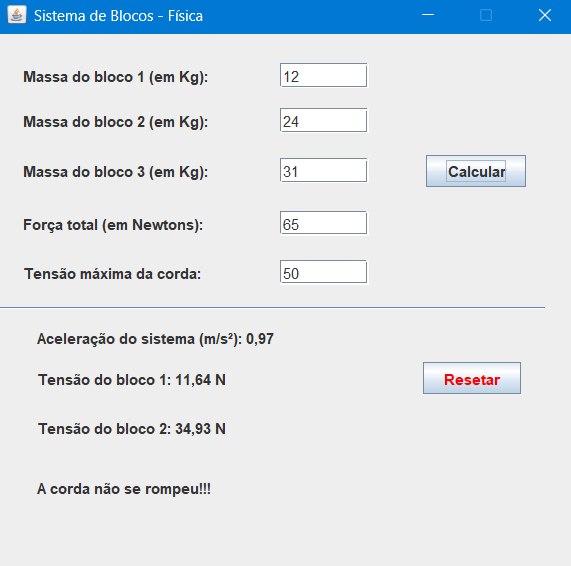 Sistema de Blocos - Física
Massa do bloco 1 (em Kg): 12
Massa do bloco 2 (em Kg): 24
Massa do bloco 3 (em Kg): 31
Calcular
Força total (em Newtons): 65
Tensão máxima da corda: 50
Aceleração do sistema (m/s²): 0,97
Tensão do bloco 1: 11,64 N
Resetar
Tensão do bloco 2: 34,93 N
A corda não se rompeu!!!